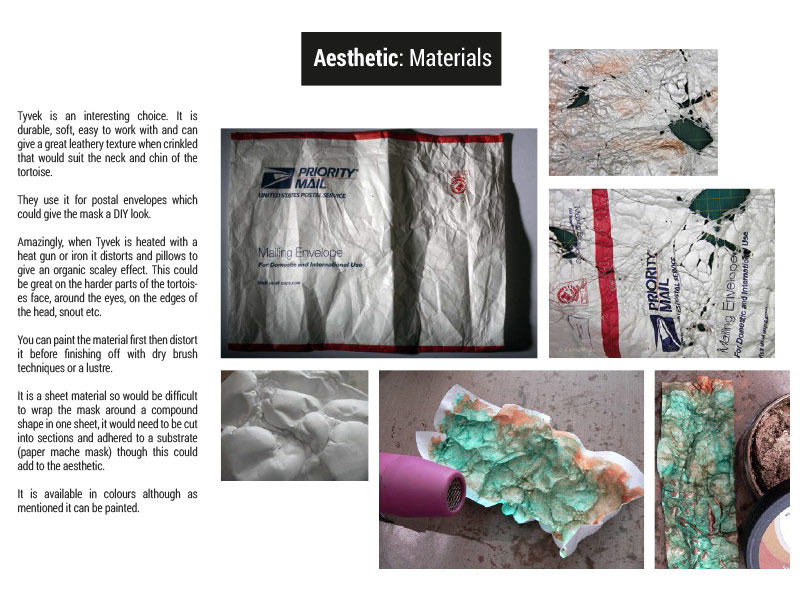 Aesthetic: Materials
Tyvek is an interesting choice. It is
durable, soft, easy to work with and can
give a great leathery texture when crinkled
that would suit the neck and chin of the
tortoise.
They use it for postal envelopes which
could give the mask a DIY look.
Amazingly, when Tyvek is heated with a
heat gun or iron it distorts and pillows to
give an organic scaley effect. This could
be great on the harder parts of the tortois-
es face, around the eyes, on the edges of
the head, snout etc.
You can paint the material first then distort
it before finishing off with dry brush
techniques or a lustre.
It is a sheet material so would be difficult
to wrap the mask around a compound
shape in one sheet, it would need to be cut
into sections and adhered to a substrate
(paper mache mask) though this could
add to the aesthetic.
It is available in colours although as
mentioned it can be painted.
PRIORITY
MAIL
UNITED STATES POSTAL SERVICE
Mailing Envelope
For Domestic and International Use
PRIORITY
MAIL
POSTAL SERVICE
Mailing Envelope
For Domestic and International Use